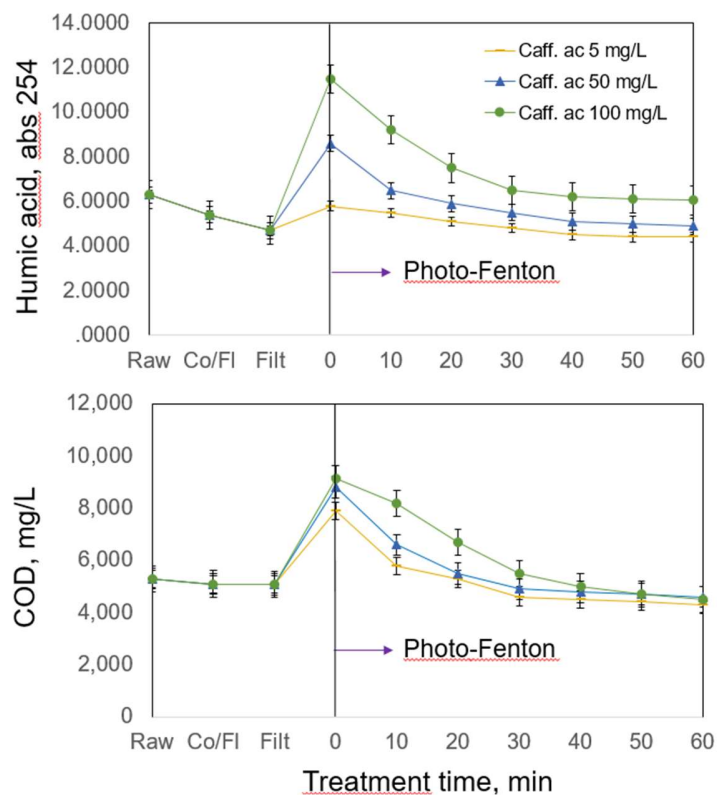 14.0000
12.0000
10.0000
8.0000
6.0000
4.0000
2.0000
.0000
Humic acid, abs 254
Caff. ac 5 mg/L
Caff. ac 50 mg/L
Caff. ac 100 mg/L
Photo-Fenton
Raw Co/Fl Filt 0 10 20 30 40 50 60
12,000
10,000
8,000
6,000
4,000
2,000
0
COD, mg/L
Photo-Fenton
Raw Co/Fl Filt 0 10 20 30 40 50 60
Treatment time, min